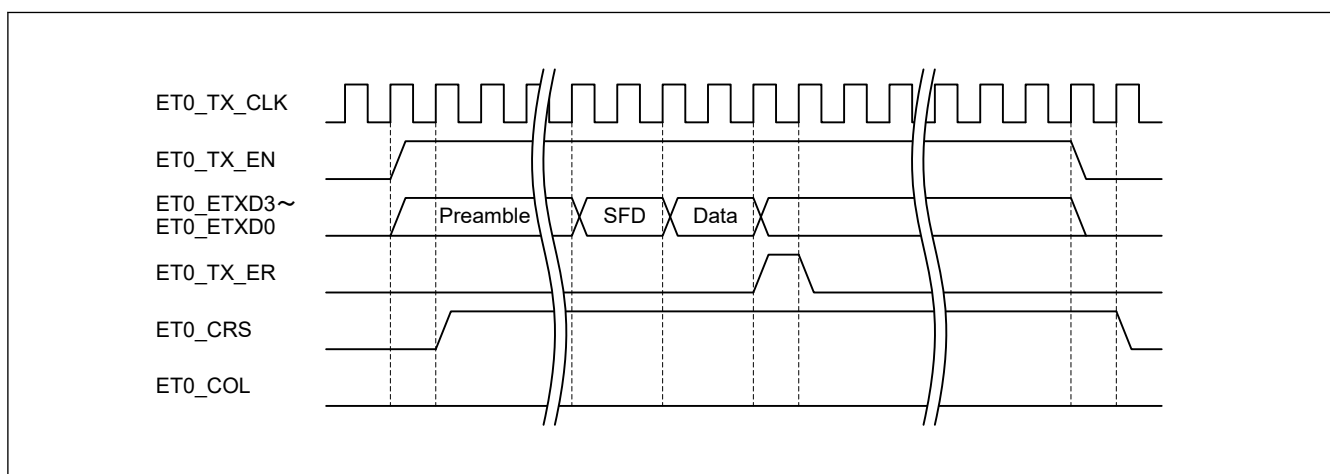 ET0_TX_CLK
ET0_TX_EN
ET0_ETXD3～
ET0_ETXD0
Preamble SFD Data
ET0_TX_ER
ET0_CRS
ET0_COL